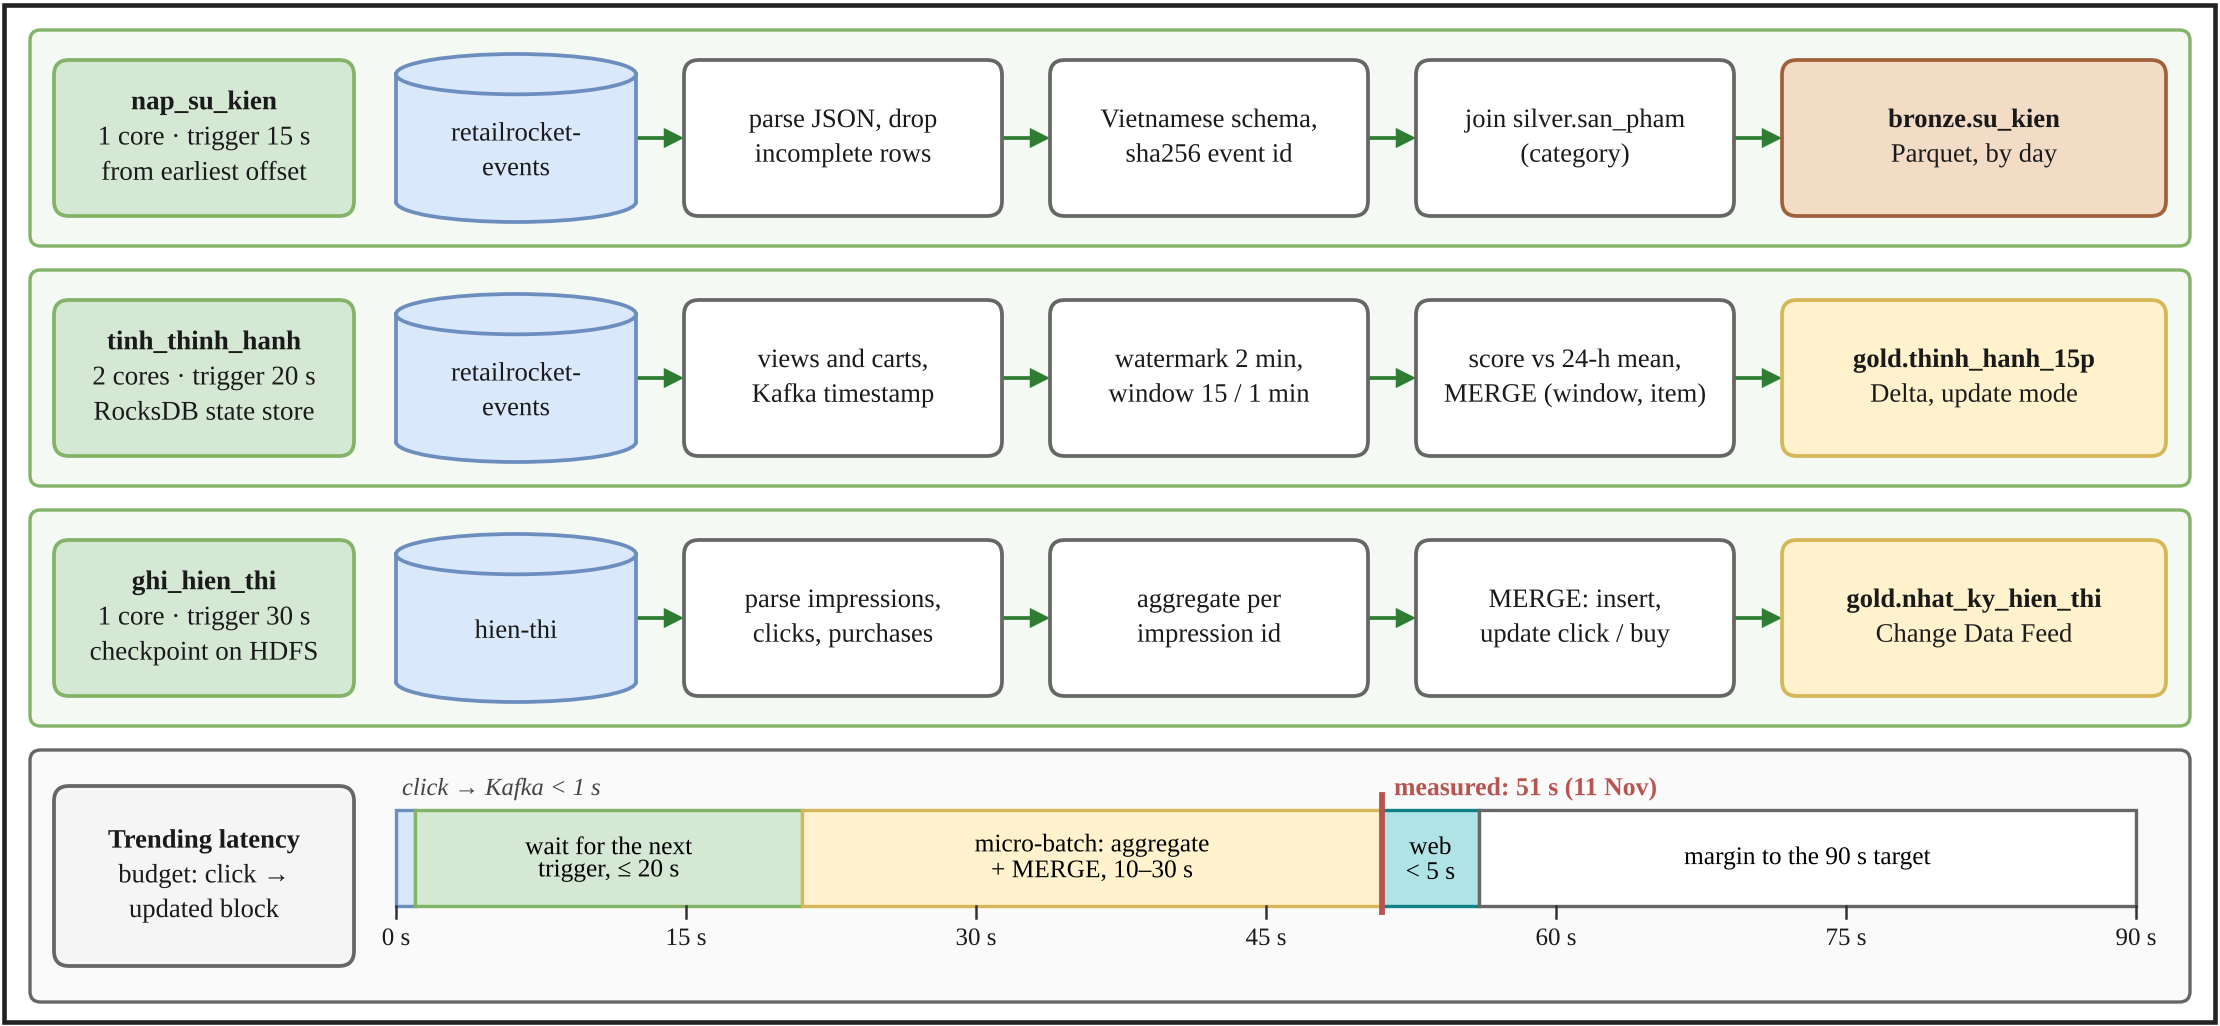 nap_su_kien
1 core · trigger 15 s
from earliest offset
retailrocket-
events
parse JSON, drop
incomplete rows
Vietnamese schema,
sha256 event id
join silver.san_pham
(category)
bronze.su_kien
Parquet, by day
tinh_thinh_hanh
2 cores · trigger 20 s
RocksDB state store
retailrocket-
events
views and carts,
Kafka timestamp
watermark 2 min,
window 15 / 1 min
score vs 24-h mean,
MERGE (window, item)
gold.thinh_hanh_15p
Delta, update mode
ghi_hien_thi
1 core · trigger 30 s
checkpoint on HDFS
hien-thi
parse impressions,
clicks, purchases
aggregate per
impression id
MERGE: insert,
update click / buy
gold.nhat_ky_hien_thi
Change Data Feed
Trending latency
budget: click →
updated block
click → Kafka < 1 s
measured: 51 s (11 Nov)
wait for the next
trigger, ≤ 20 s
micro-batch: aggregate
+ MERGE, 10–30 s
web
< 5 s
margin to the 90 s target
0 s
15 s
30 s
45 s
60 s
75 s
90 s